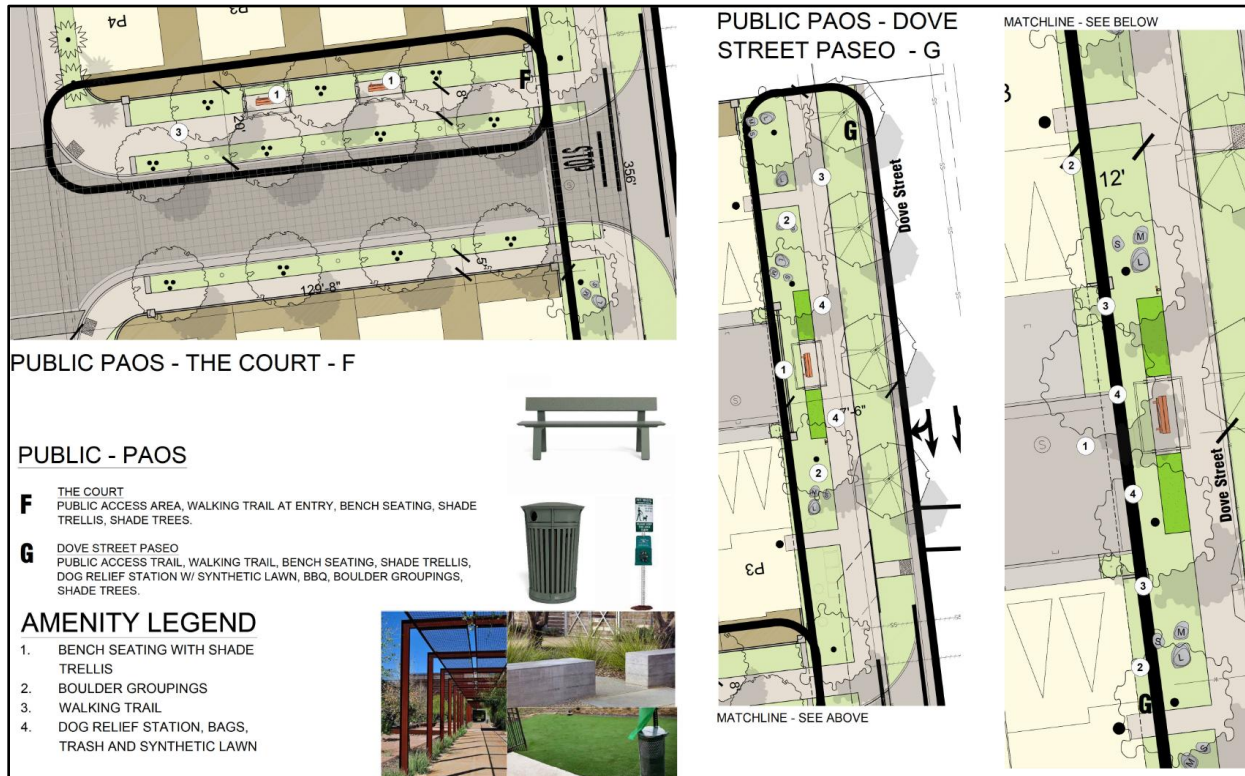 P4
P3
F
1
1
3
20'
8'
STOP
356'
S
5'
129'-8"
PUBLIC PAOS - THE COURT - F
PUBLIC - PAOS
F
THE COURT
PUBLIC ACCESS AREA, WALKING TRAIL AT ENTRY, BENCH SEATING, SHADE
TRELLIS, SHADE TREES.
G
DOVE STREET PASEO
PUBLIC ACCESS TRAIL, WALKING TRAIL, BENCH SEATING, SHADE TRELLIS,
DOG RELIEF STATION W/ SYNTHETIC LAWN, BBQ, BOULDER GROUPINGS,
SHADE TREES.
AMENITY LEGEND
1. BENCH SEATING WITH SHADE
TRELLIS
2. BOULDER GROUPINGS
3. WALKING TRAIL
4. DOG RELIEF STATION, BAGS,
TRASH AND SYNTHETIC LAWN
PUBLIC PAOS - DOVE
STREET PASEO - G
G
Dove Street
3
L
2
4
1
S
4
7'-6"
2
L
P3
8'
MATCHLINE - SEE ABOVE
MATCHLINE - SEE BELOW
2
12'
S
M
L
3
4
1
S
Dove Street
4
3
S
M
L
2
G
S
M